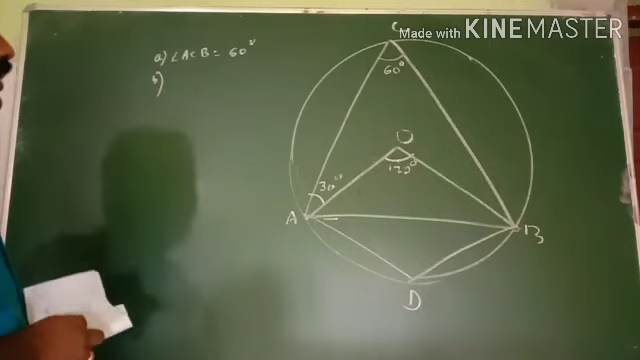 Made with KINEMASTER
a) ∠ACB = 60°
b)
C
60°
O
120°
30°
A
B
D